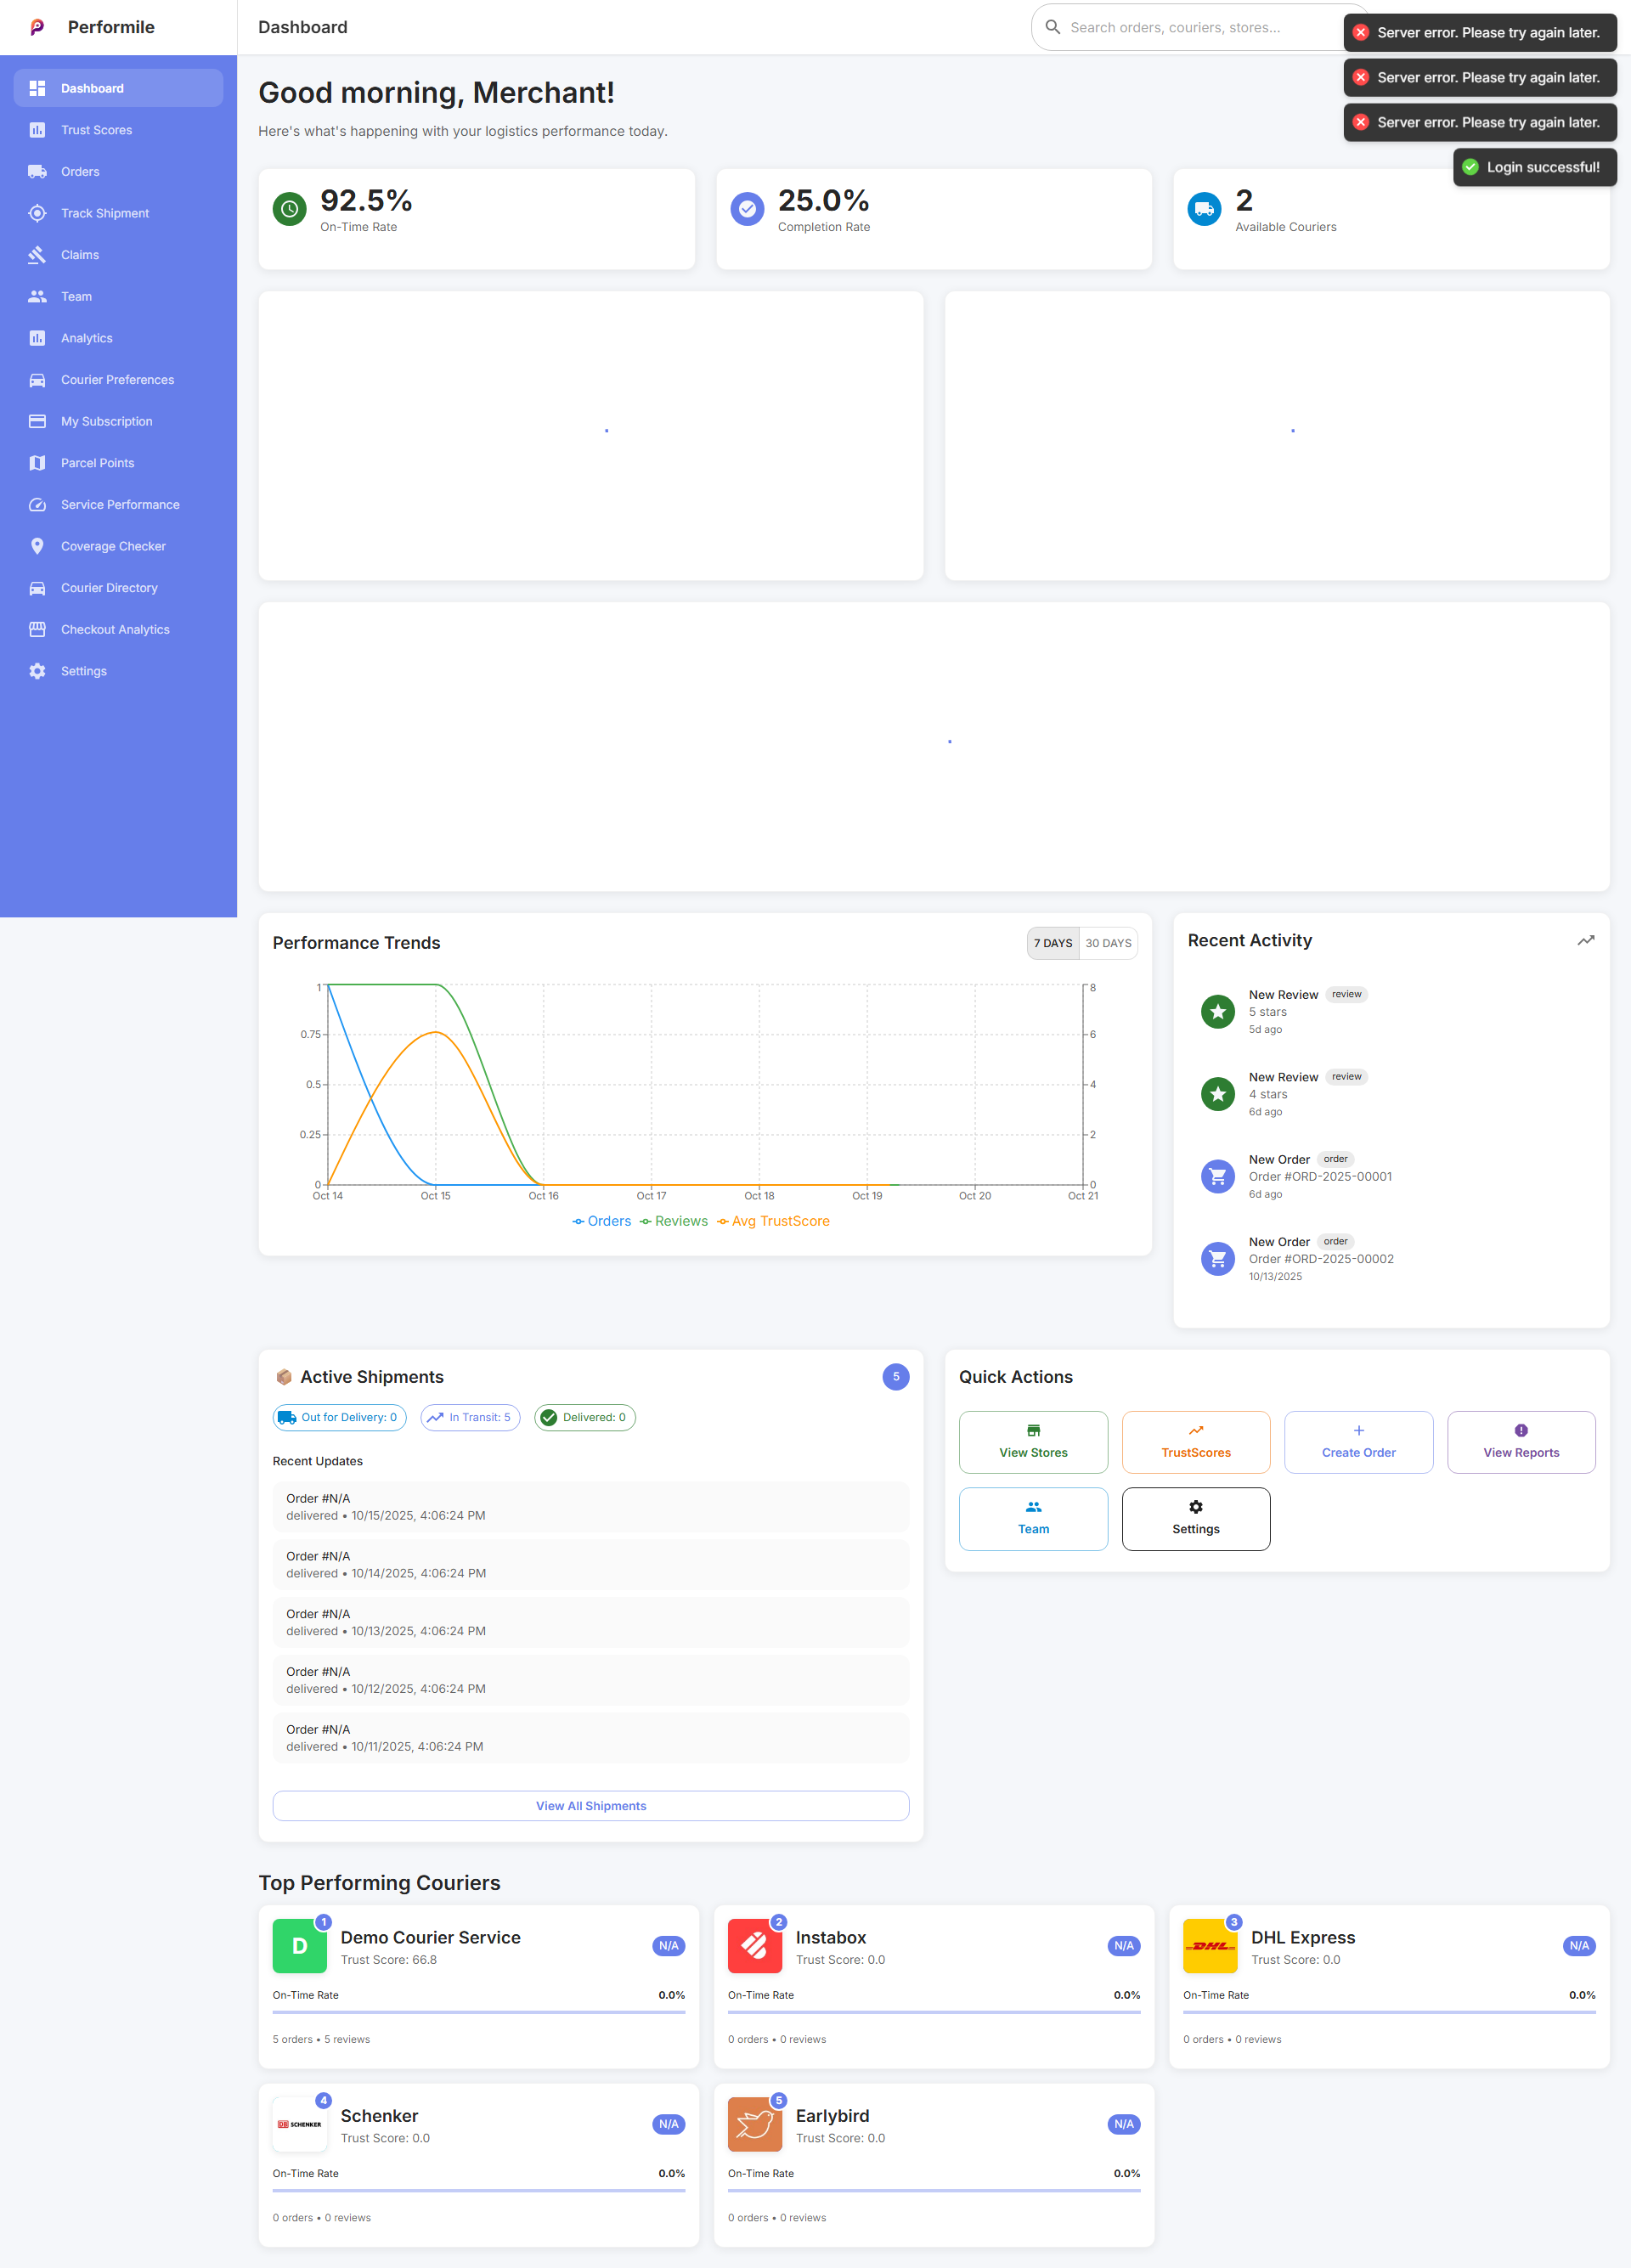 Performile
Dashboard
Search orders, couriers, stores...
Server error. Please try again later.
Server error. Please try again later.
Server error. Please try again later.
Login successful!
Dashboard
Trust Scores
Orders
Track Shipment
Claims
Team
Analytics
Courier Preferences
My Subscription
Parcel Points
Service Performance
Coverage Checker
Courier Directory
Checkout Analytics
Settings
Good morning, Merchant!
Here's what's happening with your logistics performance today.
92.5%
On-Time Rate
25.0%
Completion Rate
2
Available Couriers
Performance Trends
7 DAYS 30 DAYS
1
0.75
0.5
0.25
0
8
6
4
2
0
Oct 14 Oct 15 Oct 16 Oct 17 Oct 18 Oct 19 Oct 20 Oct 21
Orders Reviews Avg TrustScore
Recent Activity
New Review review
5 stars
5d ago
New Review review
4 stars
6d ago
New Order order
Order #ORD-2025-00001
6d ago
New Order order
Order #ORD-2025-00002
10/13/2025
Active Shipments 5
Out for Delivery: 0 In Transit: 5 Delivered: 0
Recent Updates
Order #N/A
delivered • 10/15/2025, 4:06:24 PM
Order #N/A
delivered • 10/14/2025, 4:06:24 PM
Order #N/A
delivered • 10/13/2025, 4:06:24 PM
Order #N/A
delivered • 10/12/2025, 4:06:24 PM
Order #N/A
delivered • 10/11/2025, 4:06:24 PM
View All Shipments
Quick Actions
View Stores
TrustScores
Create Order
View Reports
Team
Settings
Top Performing Couriers
D
1
Demo Courier Service
Trust Score: 66.8
N/A
On-Time Rate 0.0%
5 orders • 5 reviews
2
Instabox
Trust Score: 0.0
N/A
On-Time Rate 0.0%
0 orders • 0 reviews
DHL
3
DHL Express
Trust Score: 0.0
N/A
On-Time Rate 0.0%
0 orders • 0 reviews
DB SCHENKER
4
Schenker
Trust Score: 0.0
N/A
On-Time Rate 0.0%
0 orders • 0 reviews
5
Earlybird
Trust Score: 0.0
N/A
On-Time Rate 0.0%
0 orders • 0 reviews